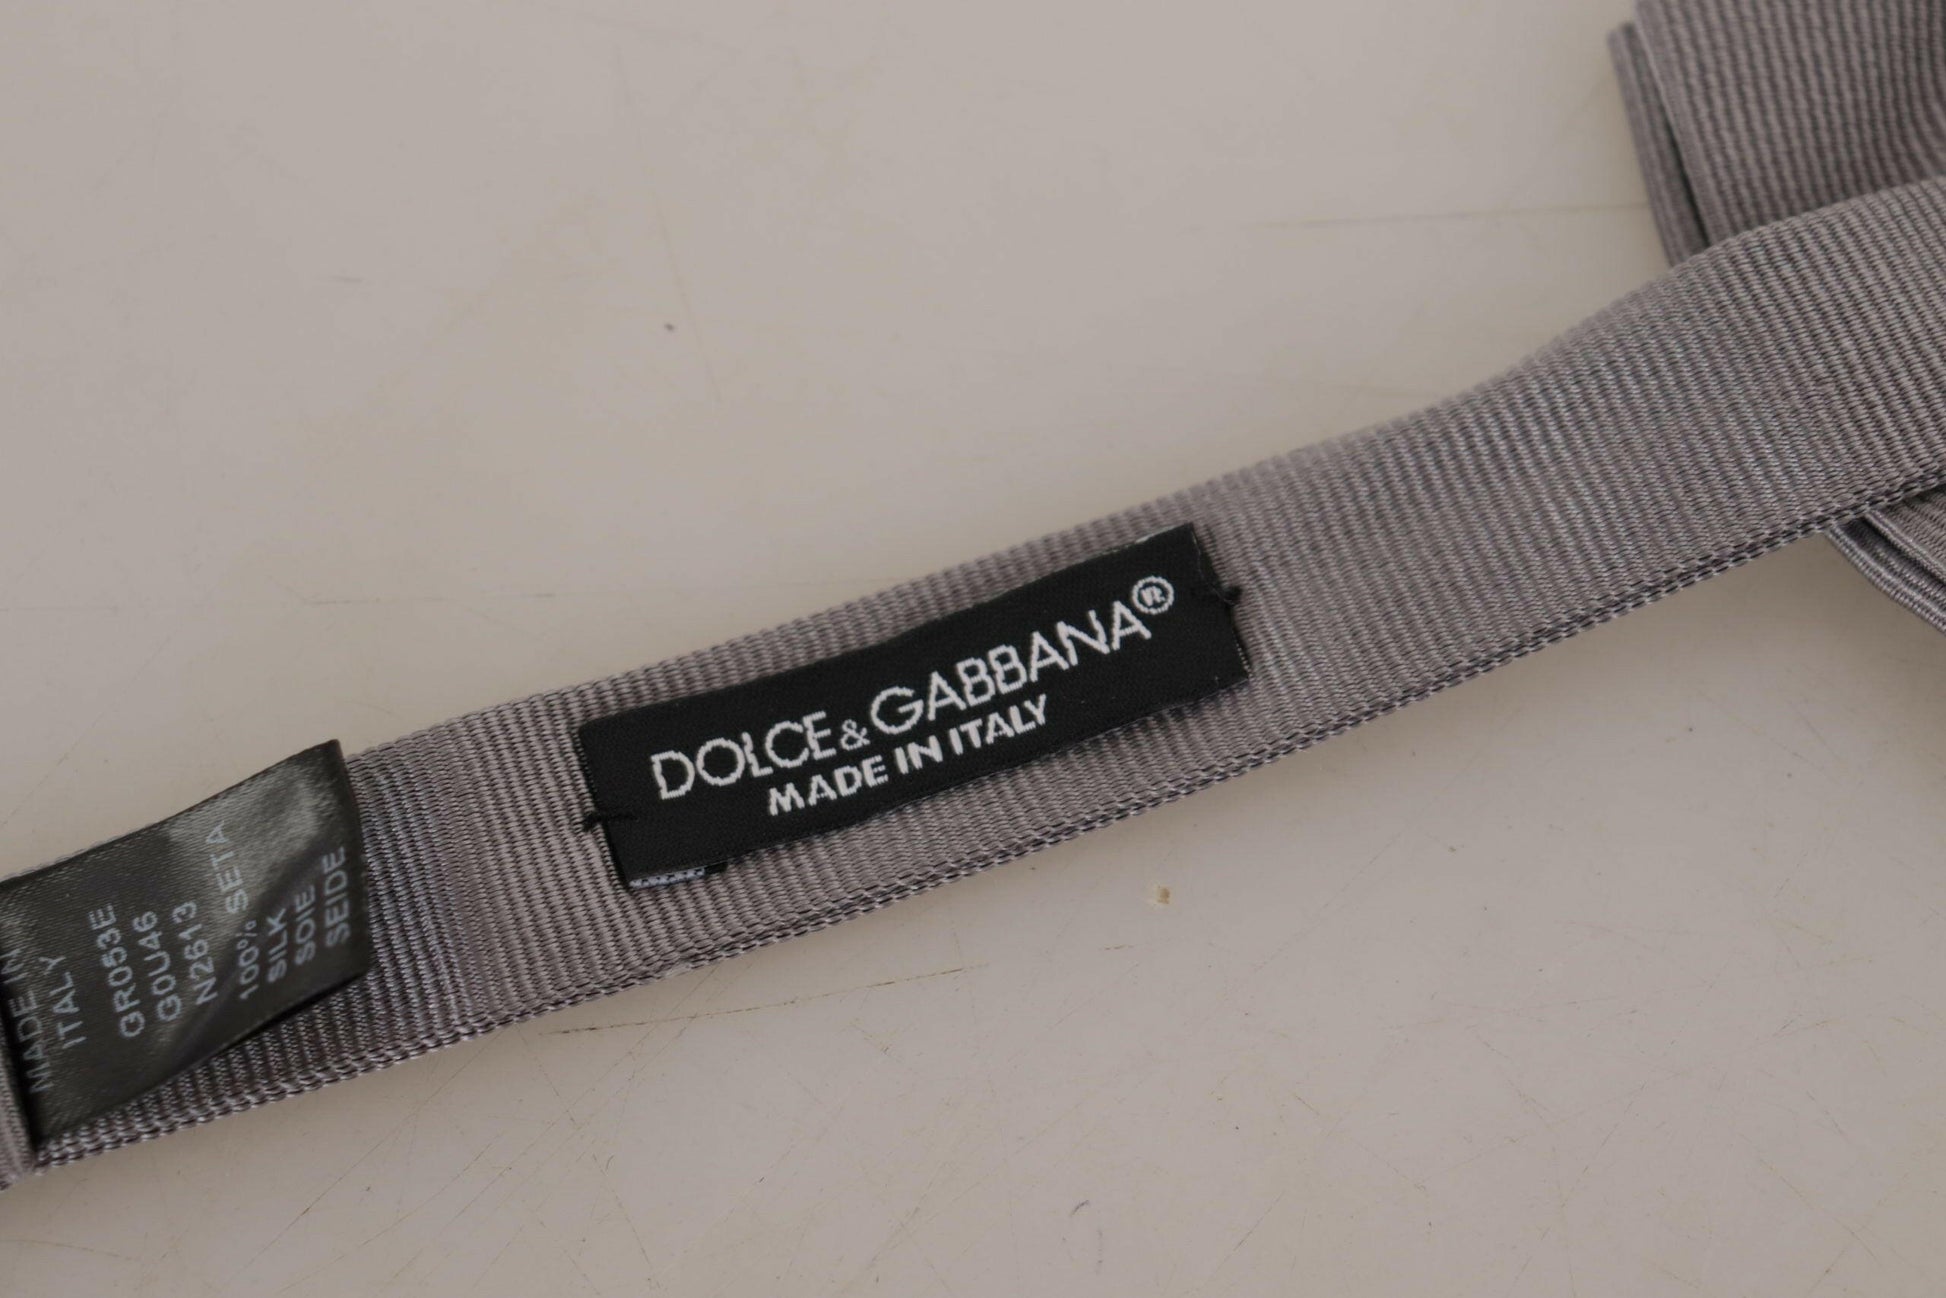 DOLCE & GABBANA®
MADE IN ITALY
MADE IN
ITALY
GR053E
G0U46
N2613
100% SETA
SILK
SOIE
SEIDE